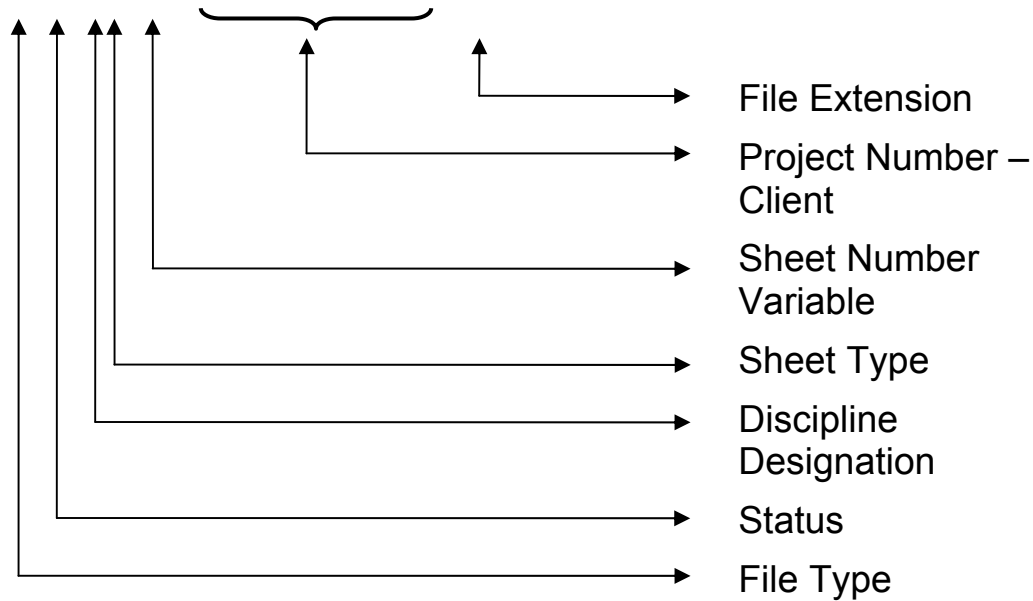 File Extension
Project Number –
Client
Sheet Number
Variable
Sheet Type
Discipline
Designation
Status
File Type